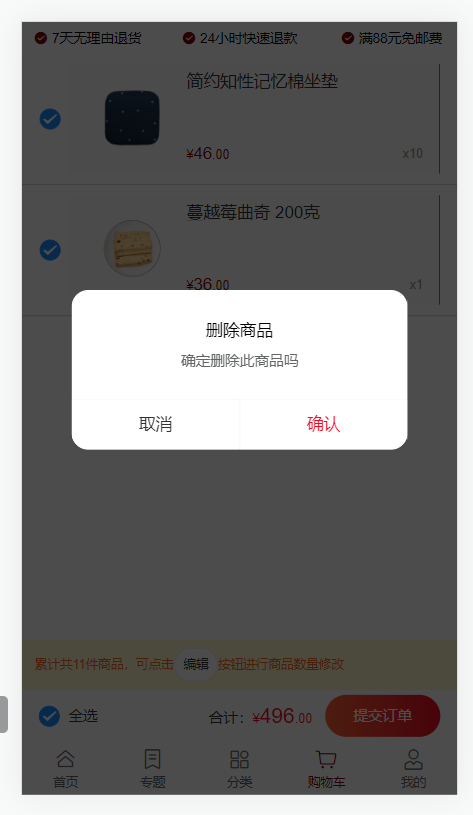 7天无理由退货 24小时快速退款 满88元免邮费
简约知性记忆棉坐垫
¥46.00 x10
蔓越莓曲奇 200克
¥36.00 x1
删除商品
确定删除此商品吗
取消 确认
累计共11件商品，可点击 编辑 按钮进行商品数量修改
全选 合计：¥496.00 提交订单
首页 专题 分类 购物车 我的